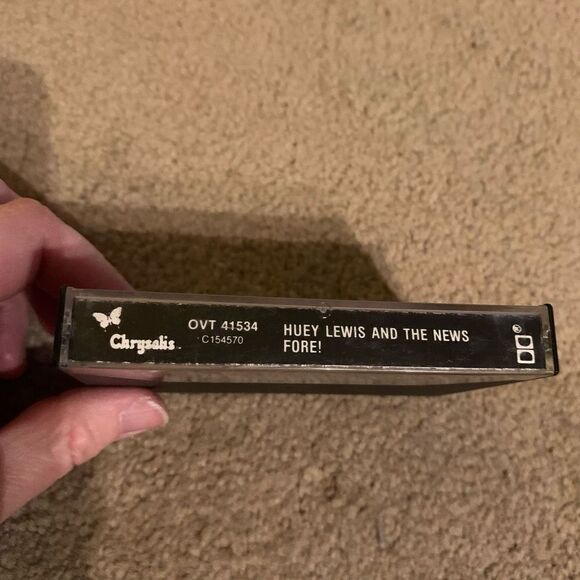 Chrysalis
OVT 41534
C154570
HUEY LEWIS AND THE NEWS
FORE!